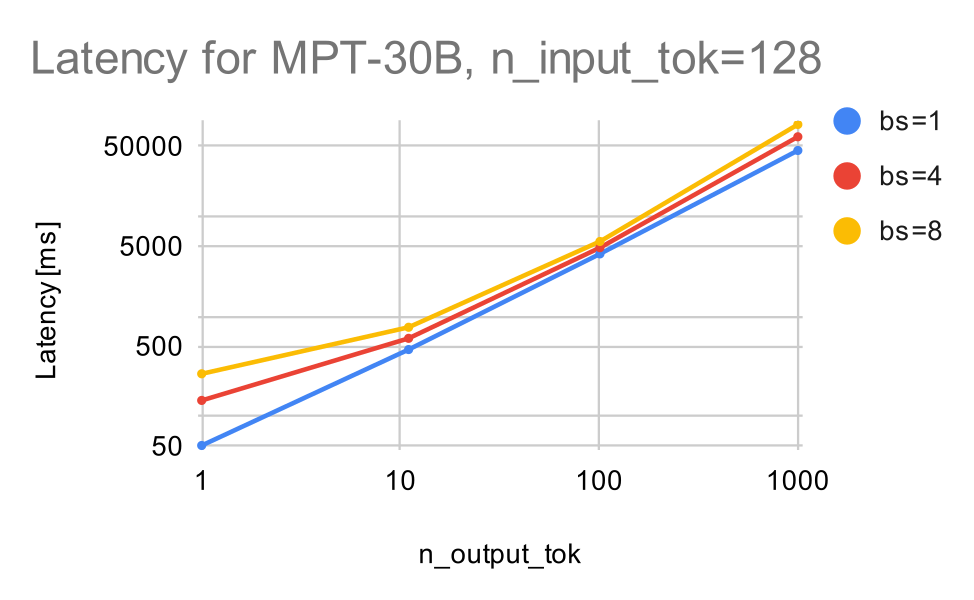 Latency for MPT-30B, n_input_tok=128
bs=1
bs=4
bs=8
Latency [ms]
50000
5000
500
50
1 10 100 1000
n_output_tok